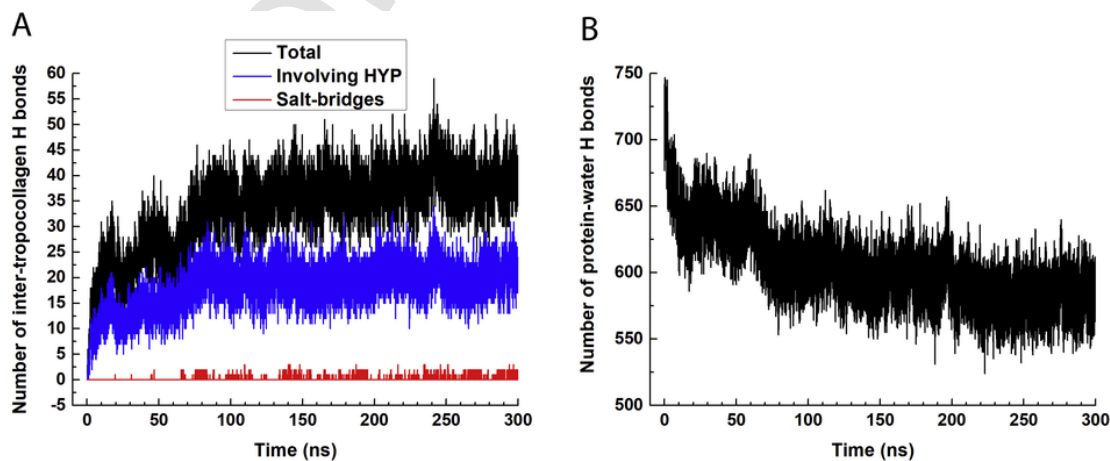 A
Total
Involving HYP
Salt-bridges
Number of inter-tropocollagen H bonds
60
55
50
45
40
35
30
25
20
15
10
5
0
-5
0 50 100 150 200 250 300
Time (ns)
B
Number of protein-water H bonds
750
700
650
600
550
500
0 50 100 150 200 250 300
Time (ns)